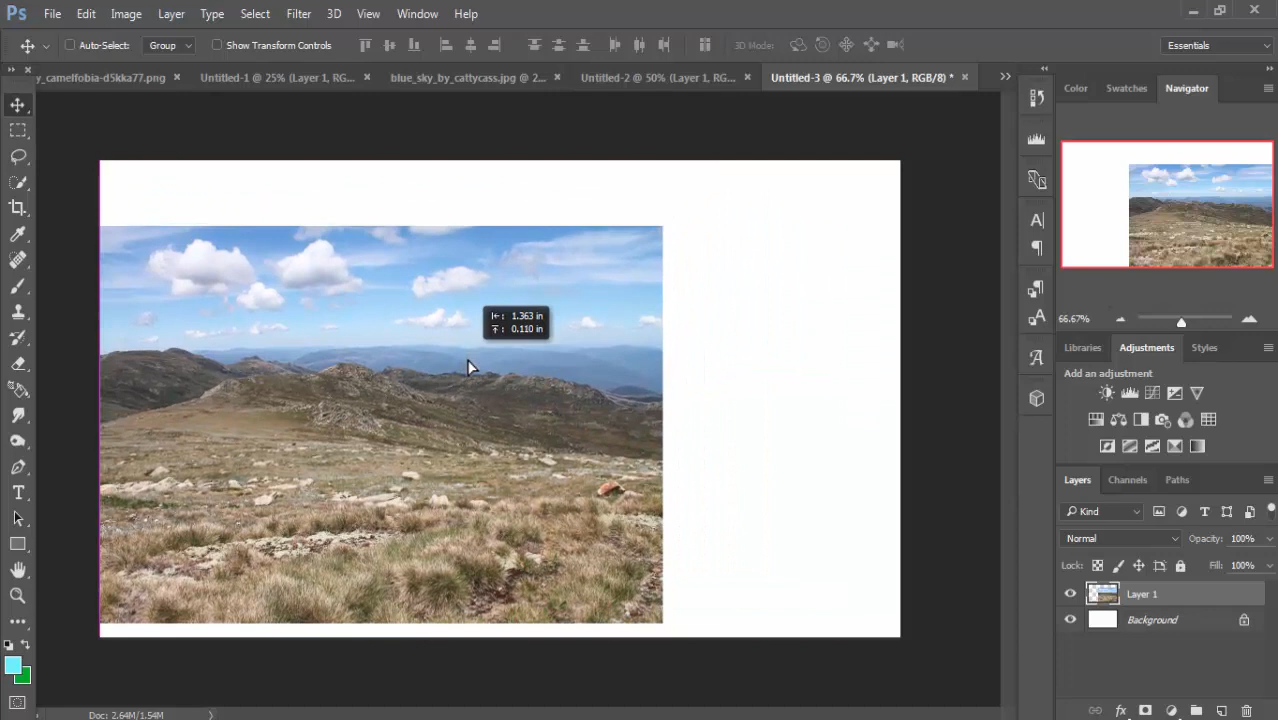 Ps File Edit Image Layer Type Select Filter 3D View Window Help
Auto-Select: Group Show Transform Controls 3D Mode: Essentials
y_camelfobia-d5kka77.png × Untitled-1 @ 25% (Layer 1, RG... × blue_sky_by_cattycass.jpg @ 2... × Untitled-2 @ 50% (Layer 1, RG... × Untitled-3 @ 66.7% (Layer 1, RGB/8) * ×
Color Swatches Navigator
1.363 in
0.110 in
66.67%
Libraries Adjustments Styles
Add an adjustment
Layers Channels Paths
Kind
Normal Opacity: 100%
Lock: Fill: 100%
Layer 1
Background
Doc: 2.64M/1.54M